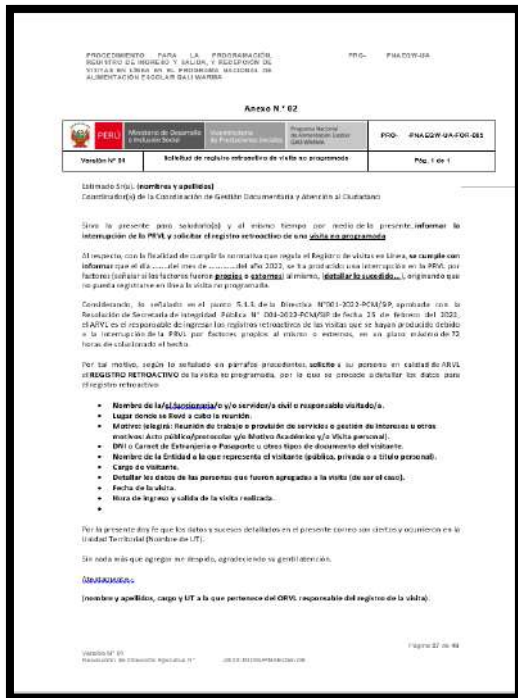 PROCEDIMIENTO PARA LA PROGRAMACIÓN, PRO- PNAEQW-UA
REGISTRO DE INGRESO Y SALIDA, Y RECEPCIÓN DE
VISITAS EN LÍNEA EN EL PROGRAMA NACIONAL DE
ALIMENTACIÓN ESCOLAR QALI WARMA
Anexo N.° 02
PERÚ Ministerio de Desarrollo e Inclusión Social Viceministerio de Prestaciones Sociales Programa Nacional de Alimentación Escolar QALI WARMA PRO- -PNAEQW-UA-FOR-
Versión N° 01 Solicitud de registro retroactivo de visita no programada Pág. 1 de 1
Estimado Sr(a). (nombres y apellidos)
Coordinador(a) de la Coordinación de Gestión Documentaria y Atención al Ciudadano
Sirva la presente para saludarlo(a) y al mismo tiempo por medio de la presente informar la
interrupción de la PRVL y solicitar el registro retroactivo de una visita no programada
Al respecto, con la finalidad de cumplir la normativa que regula el Registro de visitas en Línea, se cumple con
informar que el día ......del mes de ............del año 2022, se ha producido una interrupción en la PRVL por
factores (señalar si los factores fueron propios o externos) al mismo, (detallar lo sucedido...), originando que
no pueda registrarse en línea la visita no programada.
Considerando, lo señalado en el punto 5.1.5 de la Directiva N°001-2022-PCM/SIP, aprobada con la
Resolución de Secretaría de Integridad Pública N° 001-2022-PCM/SIP de fecha 25 de febrero del 2022,
el ARVL es el responsable de ingresar los registros retroactivos de las visitas que se hayan producido debido
a la interrupción de la PRVL por factores propios al mismo o externos, en un plazo máximo de 72
horas de solucionado el hecho.
Por tal motivo, según lo señalado en párrafos precedentes, solicito a su persona en calidad de ARVL
el REGISTRO RETROACTIVO de la visita no programada, por lo que se procede a detallar los datos para
el registro retroactivo:
• Nombre de la/el funcionaria/o y/o servidor/a civil o responsable visitado/a.
• Lugar donde se llevó a cabo la reunión.
• Motivo: (elegir: Reunión de trabajo o provisión de servicios o gestión de intereses u otros
motivos: Acto público/protocolar y/o Motivo Académico y/o Visita personal).
• DNI o Carnet de Extranjería o Pasaporte u otros tipos de documento del visitante.
• Nombre de la Entidad a la que representa el visitante (pública, privada o a título personal).
• Cargo de visitante.
• Detallar los datos de las personas que fueron agregadas a la visita (de ser el caso).
• Fecha de la visita.
• Hora de ingreso y salida de la visita realizada.
•
Por la presente doy fe que los datos y sucesos detallados en el presente correo son ciertos y ocurrieron en la
Unidad Territorial (Nombre de UT).
Sin nada más que agregar me despido, agradeciendo su gentil atención.
Atentamente.-
(nombre y apellidos, cargo y UT a la que pertenece del ORVL responsable del registro de la visita).
Versión N° 01 Página 37 de
Resolución de Dirección Ejecutiva N°